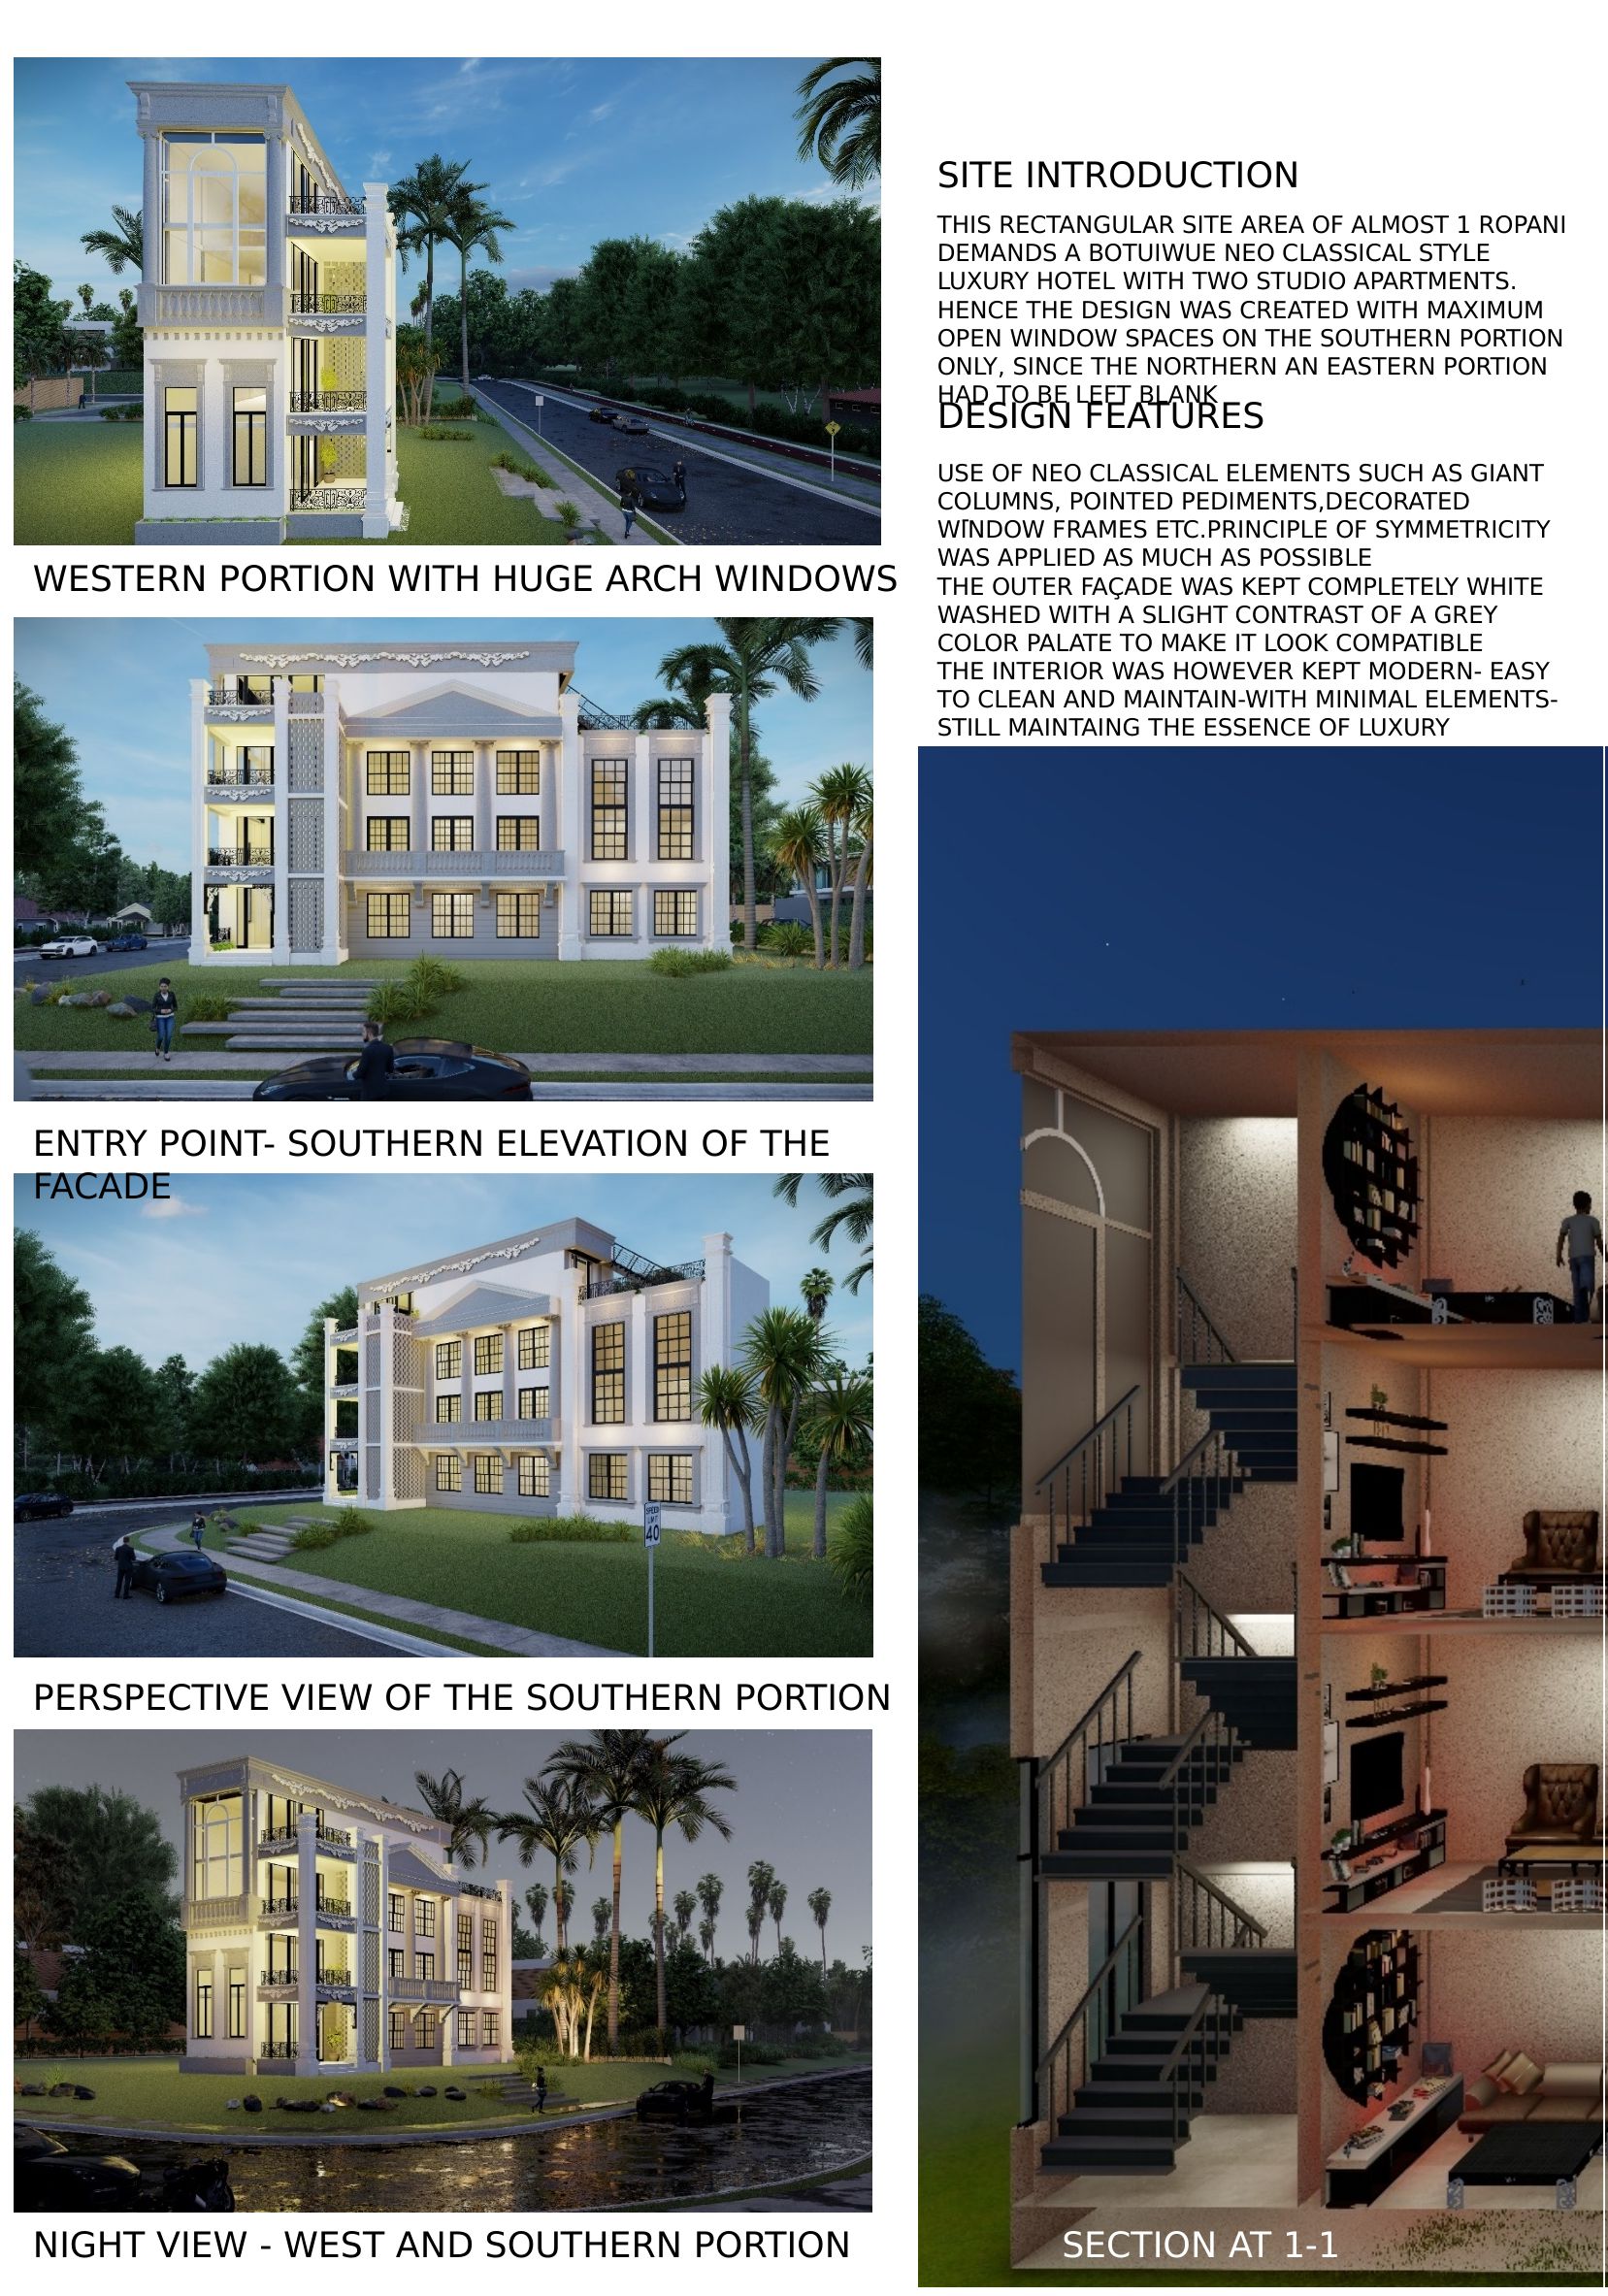 WESTERN PORTION WITH HUGE ARCH WINDOWS
ENTRY POINT- SOUTHERN ELEVATION OF THE
FACADE
SPEED
LIMIT
40
PERSPECTIVE VIEW OF THE SOUTHERN PORTION
NIGHT VIEW - WEST AND SOUTHERN PORTION
SITE INTRODUCTION
THIS RECTANGULAR SITE AREA OF ALMOST 1 ROPANI
DEMANDS A BOTUIWUE NEO CLASSICAL STYLE
LUXURY HOTEL WITH TWO STUDIO APARTMENTS.
HENCE THE DESIGN WAS CREATED WITH MAXIMUM
OPEN WINDOW SPACES ON THE SOUTHERN PORTION
ONLY, SINCE THE NORTHERN AN EASTERN PORTION
HAD TO BE LEFT BLANK
DESIGN FEATURES
USE OF NEO CLASSICAL ELEMENTS SUCH AS GIANT
COLUMNS, POINTED PEDIMENTS,DECORATED
WINDOW FRAMES ETC.PRINCIPLE OF SYMMETRICITY
WAS APPLIED AS MUCH AS POSSIBLE
THE OUTER FAÇADE WAS KEPT COMPLETELY WHITE
WASHED WITH A SLIGHT CONTRAST OF A GREY
COLOR PALATE TO MAKE IT LOOK COMPATIBLE
THE INTERIOR WAS HOWEVER KEPT MODERN- EASY
TO CLEAN AND MAINTAIN-WITH MINIMAL ELEMENTS-
STILL MAINTAING THE ESSENCE OF LUXURY
SECTION AT 1-1